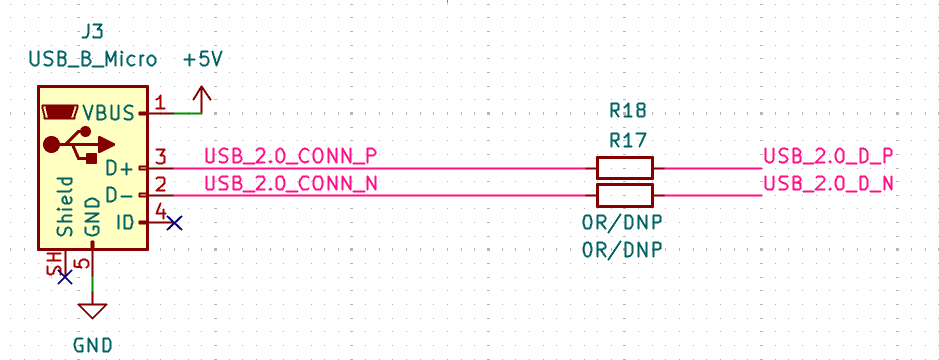 J3
USB_B_Micro
+5V
VBUS
1
D+
3
USB_2.0_CONN_P
D-
2
USB_2.0_CONN_N
ID
4
Shield
GND
SH
5
GND
R18
R17
0R/DNP
0R/DNP
USB_2.0_D_P
USB_2.0_D_N